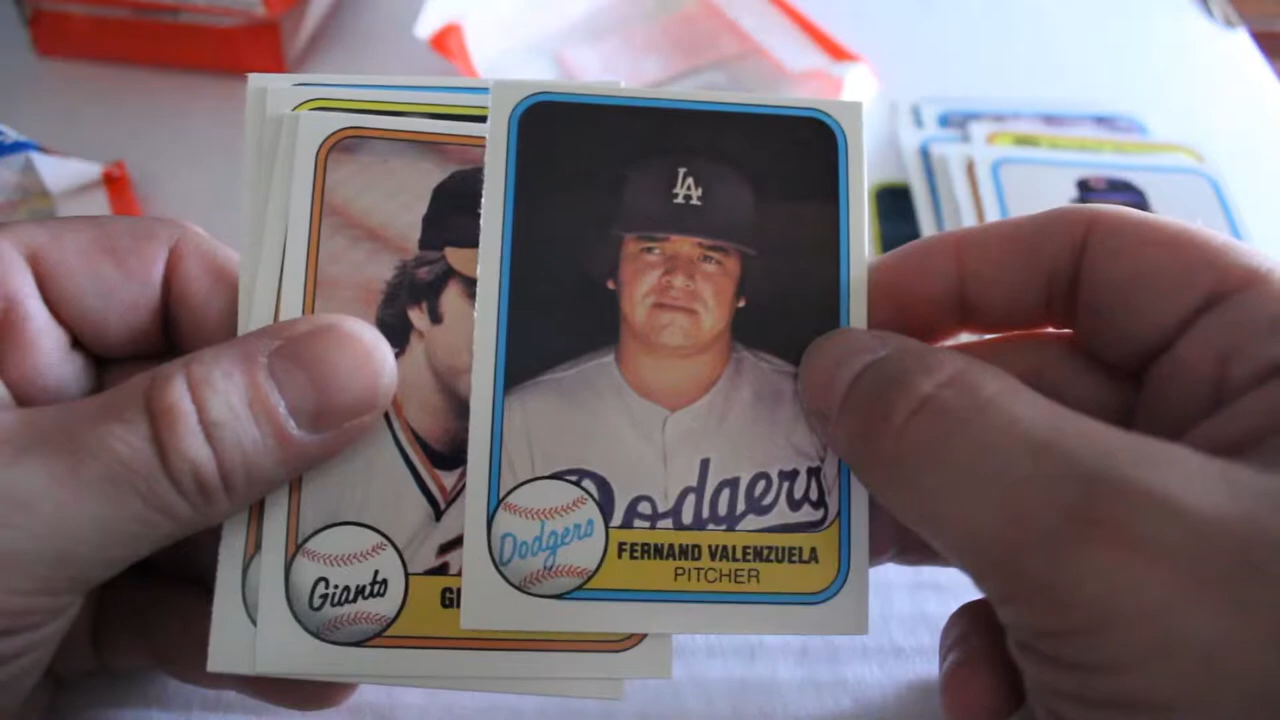 LA
Dodgers
Dodgers
FERNAND VALENZUELA
PITCHER
Giants